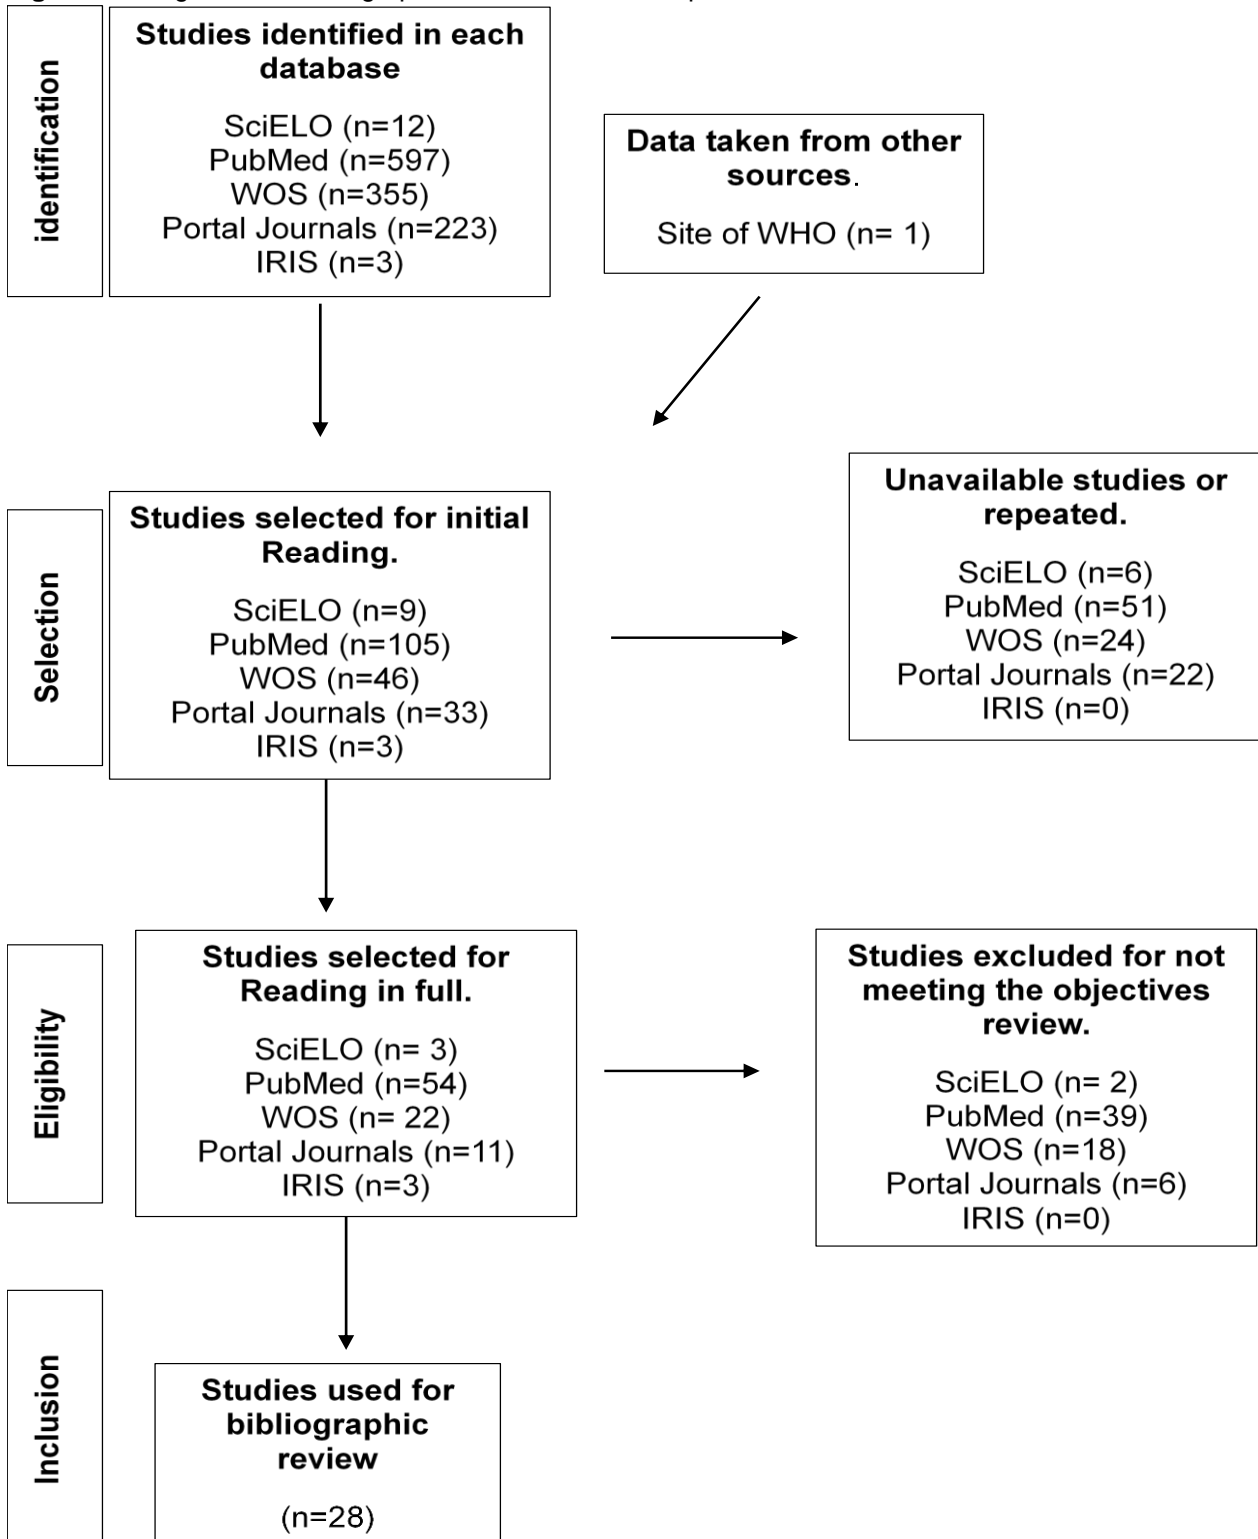 identification
Studies identified in each
database
SciELO (n=12)
PubMed (n=597)
WOS (n=355)
Portal Journals (n=223)
IRIS (n=3)
Data taken from other
sources.
Site of WHO (n= 1)
Selection
Studies selected for initial
Reading.
SciELO (n=9)
PubMed (n=105)
WOS (n=46)
Portal Journals (n=33)
IRIS (n=3)
Unavailable studies or
repeated.
SciELO (n=6)
PubMed (n=51)
WOS (n=24)
Portal Journals (n=22)
IRIS (n=0)
Eligibility
Studies selected for
Reading in full.
SciELO (n= 3)
PubMed (n=54)
WOS (n= 22)
Portal Journals (n=11)
IRIS (n=3)
Studies excluded for not
meeting the objectives
review.
SciELO (n= 2)
PubMed (n=39)
WOS (n=18)
Portal Journals (n=6)
IRIS (n=0)
Inclusion
Studies used for
bibliographic
review
(n=28)